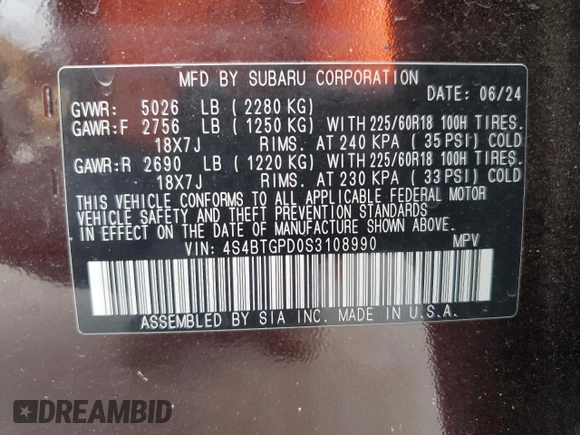 MFD BY SUBARU CORPORATION
DATE: 06/24
GVWR: 5026 LB (2280 KG)
GAWR:F 2756 LB (1250 KG) WITH 225/60R18 100H TIRES.
18X7J RIMS. AT 240 KPA (35 PSI) COLD
GAWR:R 2690 LB (1220 KG) WITH 225/60R18 100H TIRES.
18X7J RIMS. AT 230 KPA (33 PSI) COLD
THIS VEHICLE CONFORMS TO ALL APPLICABLE FEDERAL MOTOR
VEHICLE SAFETY, BUMPER, AND THEFT PREVENTION STANDARDS
IN EFFECT ON THE DATE OF MANUFACTURE SHOWN ABOVE.
VIN: 4S4BTGPD0S3108990 MPV
ASSEMBLED BY SIA INC. MADE IN U.S.A.
DREAMBID